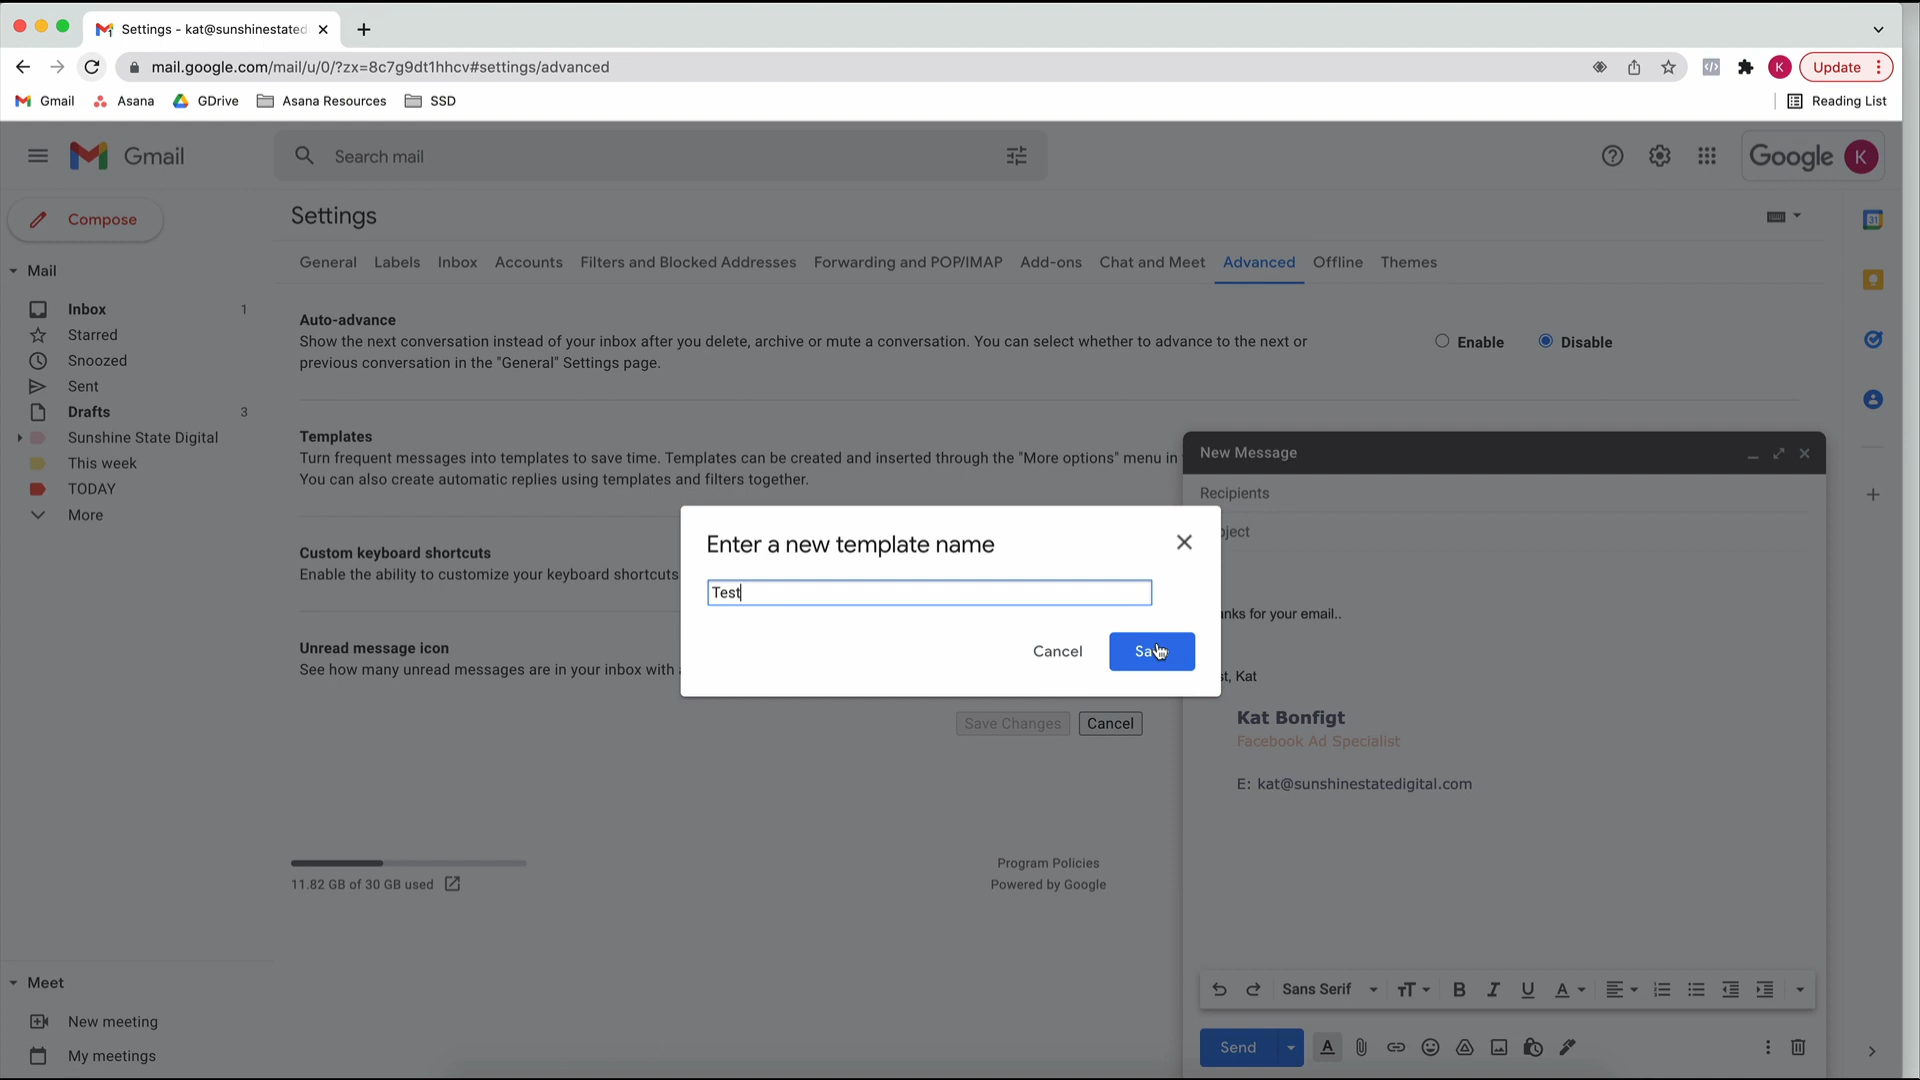 Settings - kat@sunshinestated
mail.google.com/mail/u/0/?zx=8c7g9dt1hhcv#settings/advanced
K
Update
Gmail
Asana
GDrive
Asana Resources
SSD
Reading List
Gmail
Search mail
Google
K
Compose
Settings
General
Labels
Inbox
Accounts
Filters and Blocked Addresses
Forwarding and POP/IMAP
Add-ons
Chat and Meet
Advanced
Offline
Themes
31
Mail
Inbox
1
Starred
Snoozed
Sent
Drafts
3
Sunshine State Digital
This week
TODAY
More
Auto-advance
Show the next conversation instead of your inbox after you delete, archive or mute a conversation. You can select whether to advance to the next or
previous conversation in the "General" Settings page.
Enable
Disable
Templates
Turn frequent messages into templates to save time. Templates can be created and inserted through the "More options" menu in
You can also create automatic replies using templates and filters together.
Custom keyboard shortcuts
Enable the ability to customize your keyboard shortcuts
Unread message icon
See how many unread messages are in your inbox with
Save Changes
Cancel
11.82 GB of 30 GB used
Program Policies
Powered by Google
New Message
Recipients
ject
Enter a new template name
Test
Cancel
Sa
nks for your email..
st, Kat
Kat Bonfigt
Facebook Ad Specialist
E: kat@sunshinestatedigital.com
Sans Serif
Send
Meet
New meeting
My meetings